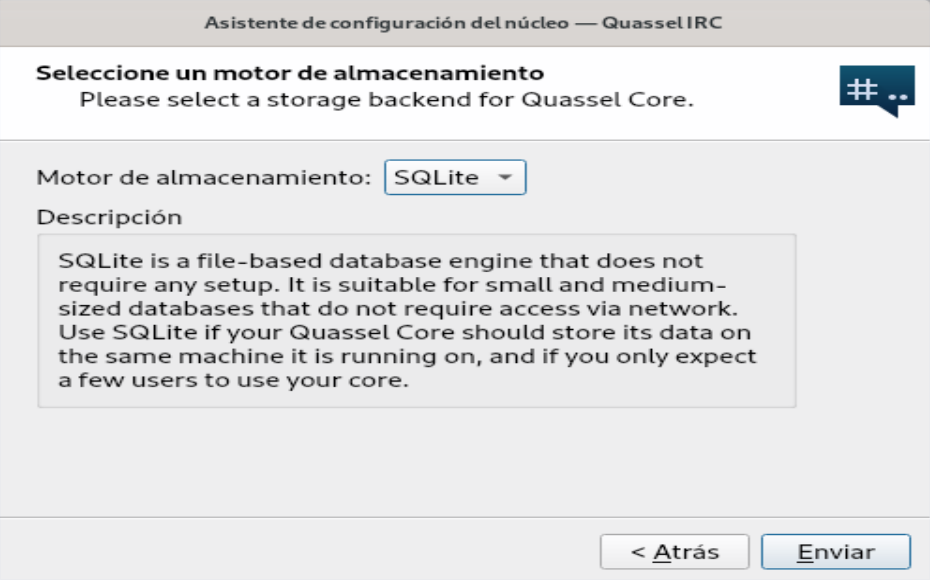 Asistente de configuración del núcleo — Quassel IRC
Seleccione un motor de almacenamiento
Please select a storage backend for Quassel Core.
# ..
Motor de almacenamiento: SQLite
Descripción
SQLite is a file-based database engine that does not
require any setup. It is suitable for small and medium-
sized databases that do not require access via network.
Use SQLite if your Quassel Core should store its data on
the same machine it is running on, and if you only expect
a few users to use your core.
< Atrás Enviar